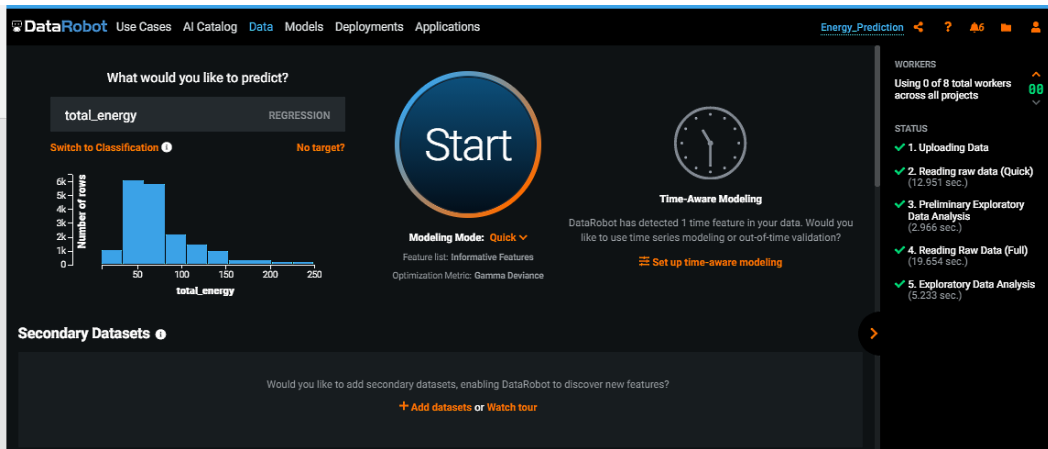 DataRobot Use Cases AI Catalog Data Models Deployments Applications
Energy_Prediction ? 6
What would you like to predict?
total_energy REGRESSION
Switch to Classification i No target?
Number of rows
6k
5k
4k
3k
2k
1k
0
50 100 150 200 250
total_energy
Start
Modeling Mode: Quick
Feature list: Informative Features
Optimization Metric: Gamma Deviance
Time-Aware Modeling
DataRobot has detected 1 time feature in your data. Would you
like to use time series modeling or out-of-time validation?
Set up time-aware modeling
Secondary Datasets i
Would you like to add secondary datasets, enabling DataRobot to discover new features?
+ Add datasets or Watch tour
WORKERS
Using 0 of 8 total workers
across all projects
00
STATUS
1. Uploading Data
2. Reading raw data (Quick)
(12.951 sec.)
3. Preliminary Exploratory
Data Analysis
(2.966 sec.)
4. Reading Raw Data (Full)
(19.654 sec.)
5. Exploratory Data Analysis
(5.233 sec.)